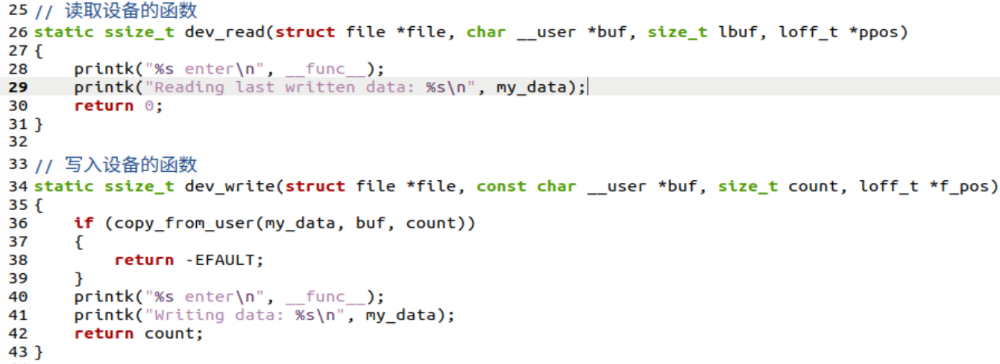 25 // 读取设备的函数
26 static ssize_t dev_read(struct file *file, char __user *buf, size_t lbuf, loff_t *ppos)
27 {
28     printk("%s enter\n", __func__);
29     printk("Reading last written data: %s\n", my_data);
30     return 0;
31 }
32
33 // 写入设备的函数
34 static ssize_t dev_write(struct file *file, const char __user *buf, size_t count, loff_t *f_pos)
35 {
36     if (copy_from_user(my_data, buf, count))
37     {
38         return -EFAULT;
39     }
40     printk("%s enter\n", __func__);
41     printk("Writing data: %s\n", my_data);
42     return count;
43 }